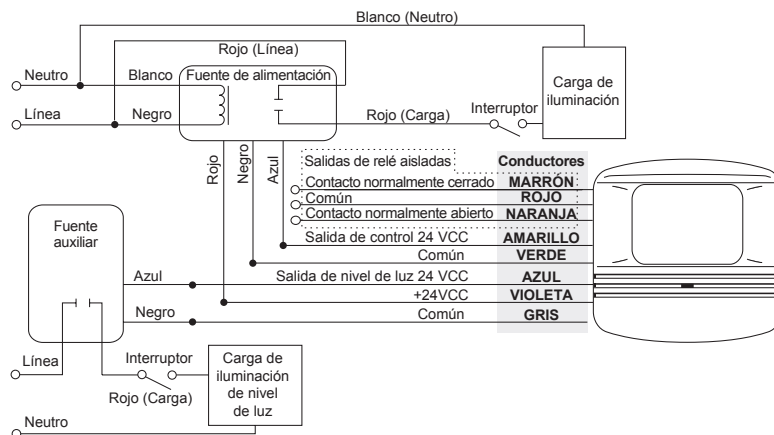 Blanco (Neutro)
Rojo (Línea)
Neutro
Blanco
Fuente de alimentación
Carga de
iluminación
Línea
Negro
Rojo (Carga)
Interruptor
Rojo
Negro
Azul
Salidas de relé aisladas
Conductores
Contacto normalmente cerrado
MARRÓN
Común
ROJO
Contacto normalmente abierto
NARANJA
Salida de control 24 VCC
AMARILLO
Común
VERDE
Fuente
auxiliar
Azul
Salida de nivel de luz 24 VCC
AZUL
+24VCC
VIOLETA
Negro
Común
GRIS
Línea
Interruptor
Rojo (Carga)
Carga de
iluminación
de nivel
de luz
Neutro